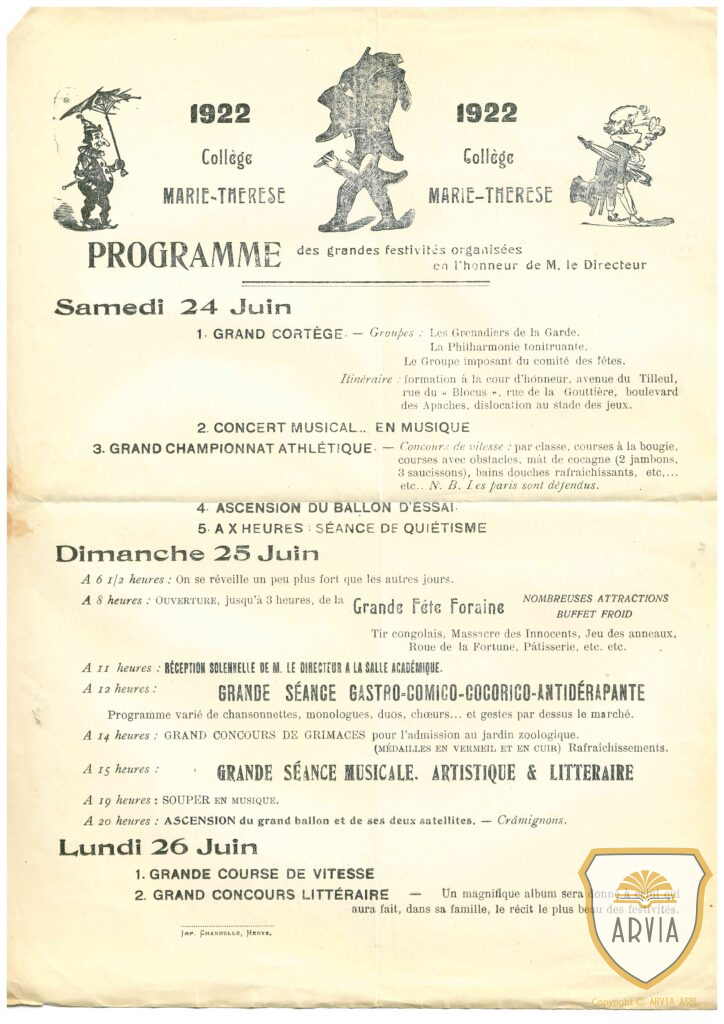 1922 1922
Collège Collège
MARIE-THERESE MARIE-THERESE
PROGRAMME des grandes festivités organisées
en l'honneur de M. le Directeur
Samedi 24 Juin
1. GRAND CORTÈGE. — Groupes : Les Grenadiers de la Garde.
La Philharmonie tonitruante.
Le Groupe imposant du comité des fêtes.
Itinéraire : formation à la cour d'honneur, avenue du Tilleul,
rue du « Blocus », rue de la Gouttière, boulevard
des Apaches, dislocation au stade des jeux.
2. CONCERT MUSICAL... EN MUSIQUE
3. GRAND CHAMPIONNAT ATHLÉTIQUE. — Concours de vitesse : par classe, courses à la bougie,
courses avec obstacles, mât de cocagne (2 jambons,
3 saucissons), bains douches rafraichissants, etc,...
etc.. N. B. Les paris sont défendus.
4. ASCENSION DU BALLON D'ESSAI.
5. A X HEURES : SÉANCE DE QUIÉTISME
Dimanche 25 Juin
A 6 1/2 heures : On se réveille un peu plus fort que les autres jours.
A 8 heures : OUVERTURE, jusqu'à 3 heures, de la Grande Fête Foraine NOMBREUSES ATTRACTIONS
BUFFET FROID
Tir congolais, Massacre des Innocents, Jeu des anneaux,
Roue de la Fortune, Pâtisserie, etc. etc.
A 11 heures : RÉCEPTION SOLENNELLE DE M. LE DIRECTEUR A LA SALLE ACADÉMIQUE.
A 12 heures : GRANDE SÉANCE GASTRO-COMICO-COCORICO-ANTIDÉRAPANTE
Programme varié de chansonnettes, monologues, duos, chœurs... et gestes par dessus le marché.
A 14 heures : GRAND CONCOURS DE GRIMACES pour l'admission au jardin zoologique.
(MÉDAILLES EN VERMEIL ET EN CUIR) Rafraîchissements.
A 15 heures : GRANDE SÉANCE MUSICALE, ARTISTIQUE & LITTERAIRE
A 19 heures : SOUPER EN MUSIQUE.
A 20 heures : ASCENSION du grand ballon et de ses deux satellites. — Crâmignons.
Lundi 26 Juin
1. GRANDE COURSE DE VITESSE
2. GRAND CONCOURS LITTÉRAIRE — Un magnifique album sera donné à celui qui
aura fait, dans sa famille, le récit le plus beau des festivités.
IMP. CHANDELLE, HERVE.
ARVIA
Copyright © ARVIA ASBL